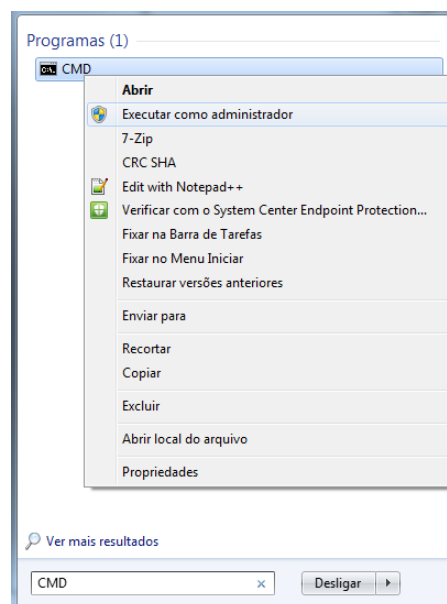 Programas (1)
CMD
Abrir
Executar como administrador
7-Zip
CRC SHA
Edit with Notepad++
Verificar com o System Center Endpoint Protection...
Fixar na Barra de Tarefas
Fixar no Menu Iniciar
Restaurar versões anteriores
Enviar para
Recortar
Copiar
Excluir
Abrir local do arquivo
Propriedades
Ver mais resultados
CMD
Desligar